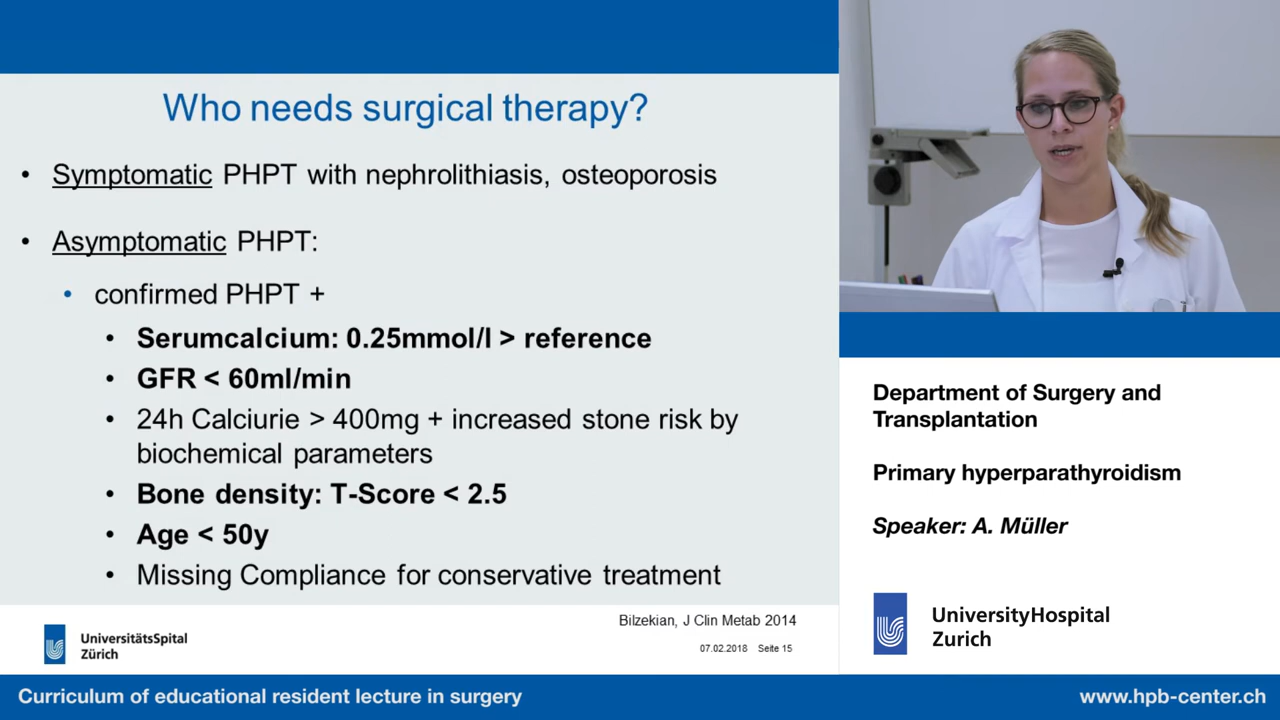 Who needs surgical therapy?
• Symptomatic PHPT with nephrolithiasis, osteoporosis
• Asymptomatic PHPT:
• confirmed PHPT +
• Serumcalcium: 0.25mmol/l > reference
• GFR < 60ml/min
• 24h Calciurie > 400mg + increased stone risk by
biochemical parameters
• Bone density: T-Score < 2.5
• Age < 50y
• Missing Compliance for conservative treatment
Bilzekian, J Clin Metab 2014
07.02.2018 Seite 15
UniversitätsSpital
Zürich
Department of Surgery and
Transplantation
Primary hyperparathyroidism
Speaker: A. Müller
UniversityHospital
Zurich
Curriculum of educational resident lecture in surgery
www.hpb-center.ch